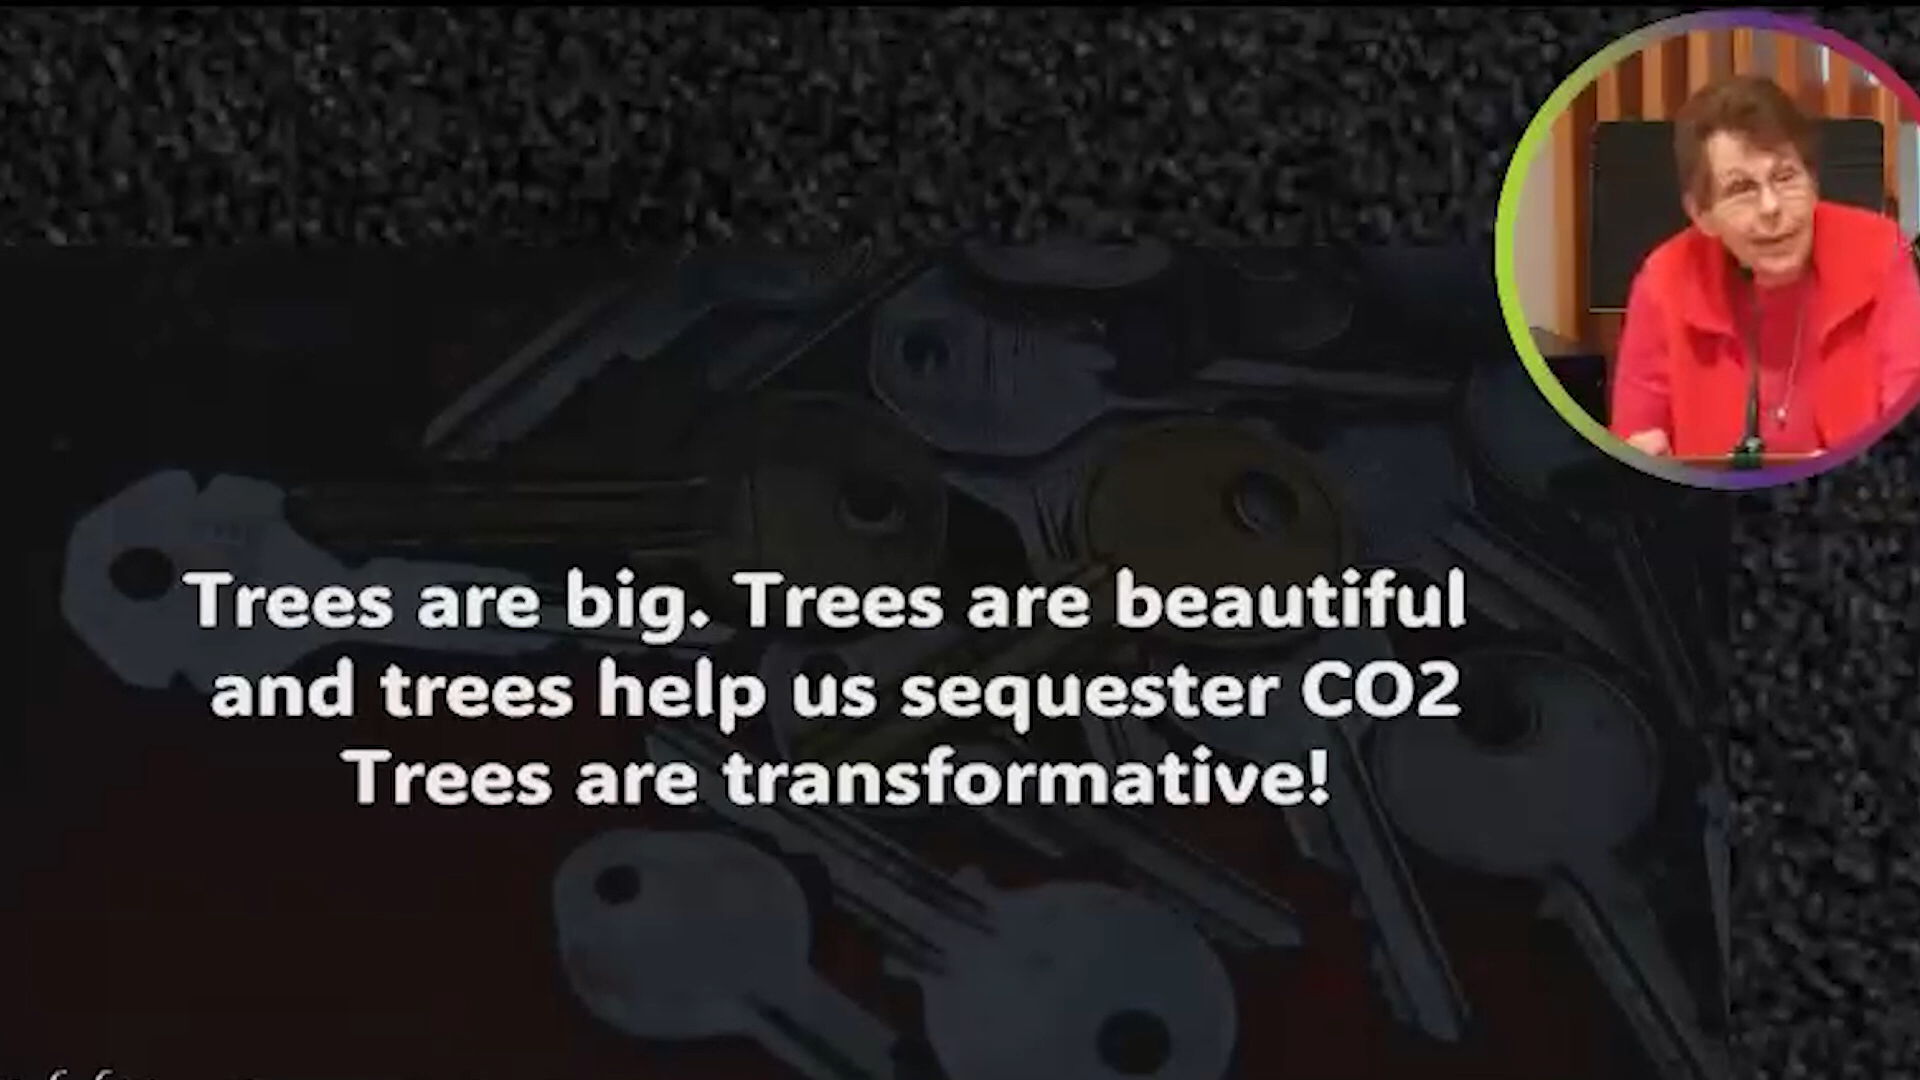 Trees are big. Trees are beautiful
and trees help us sequester CO2
Trees are transformative!